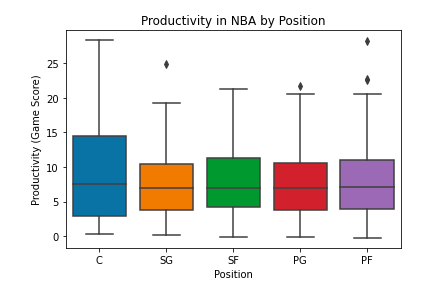 Productivity in NBA by Position
Productivity (Game Score)
25
20
15
10
5
0
C SG SF PG PF
Position